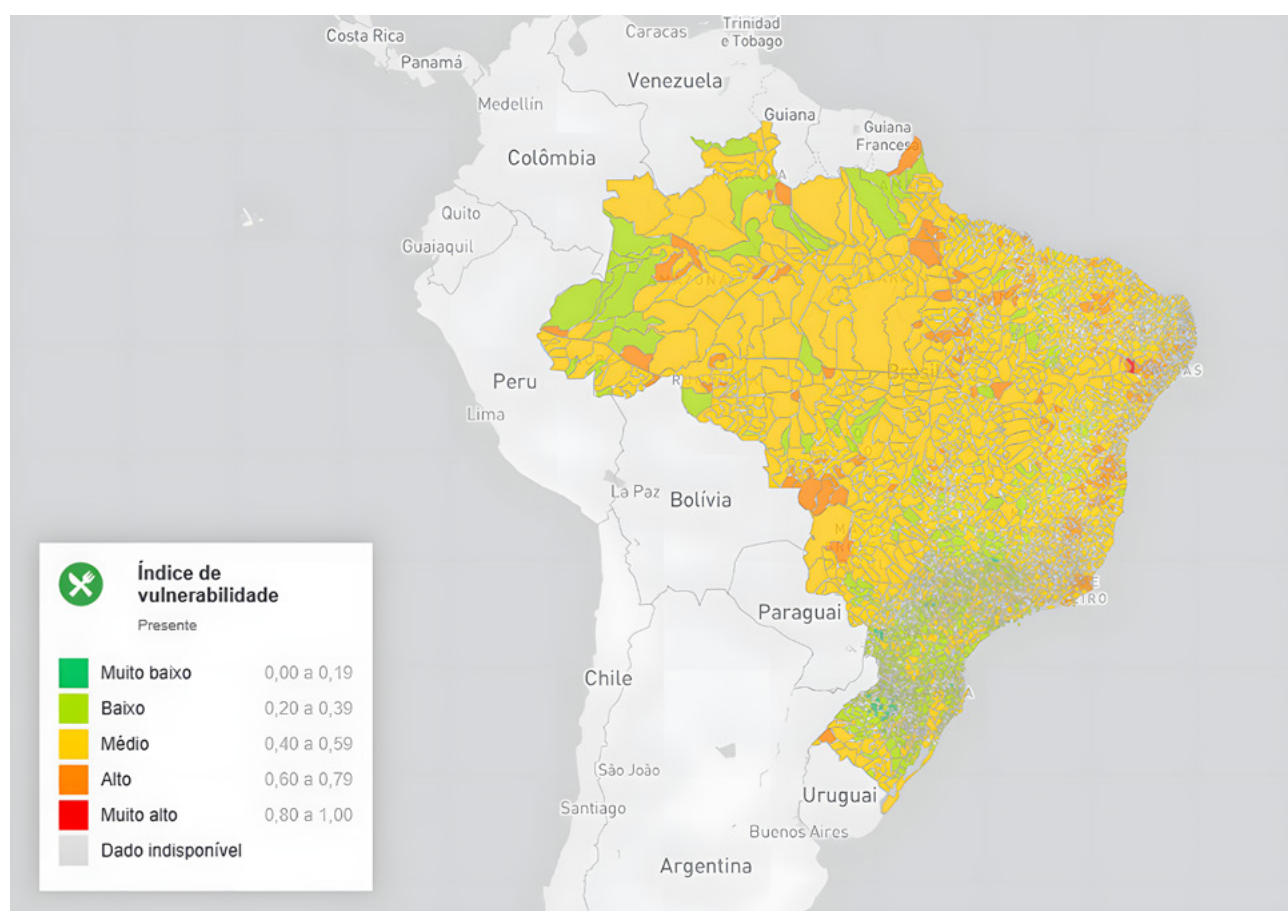 Trinidad
e Tobago
Costa Rica
Caracas
Panamá
Venezuela
Medellín
Guiana
Guiana
Francesa
Colômbia
Quito
Guaiaquil
Peru
Brasil
Lima
La Paz
Bolívia
Paraguai
Chile
São João
Santiago
Uruguai
Buenos Aires
Argentina
Índice de
vulnerabilidade
Presente
Muito baixo 0,00 a 0,19
Baixo 0,20 a 0,39
Médio 0,40 a 0,59
Alto 0,60 a 0,79
Muito alto 0,80 a 1,00
Dado indisponível